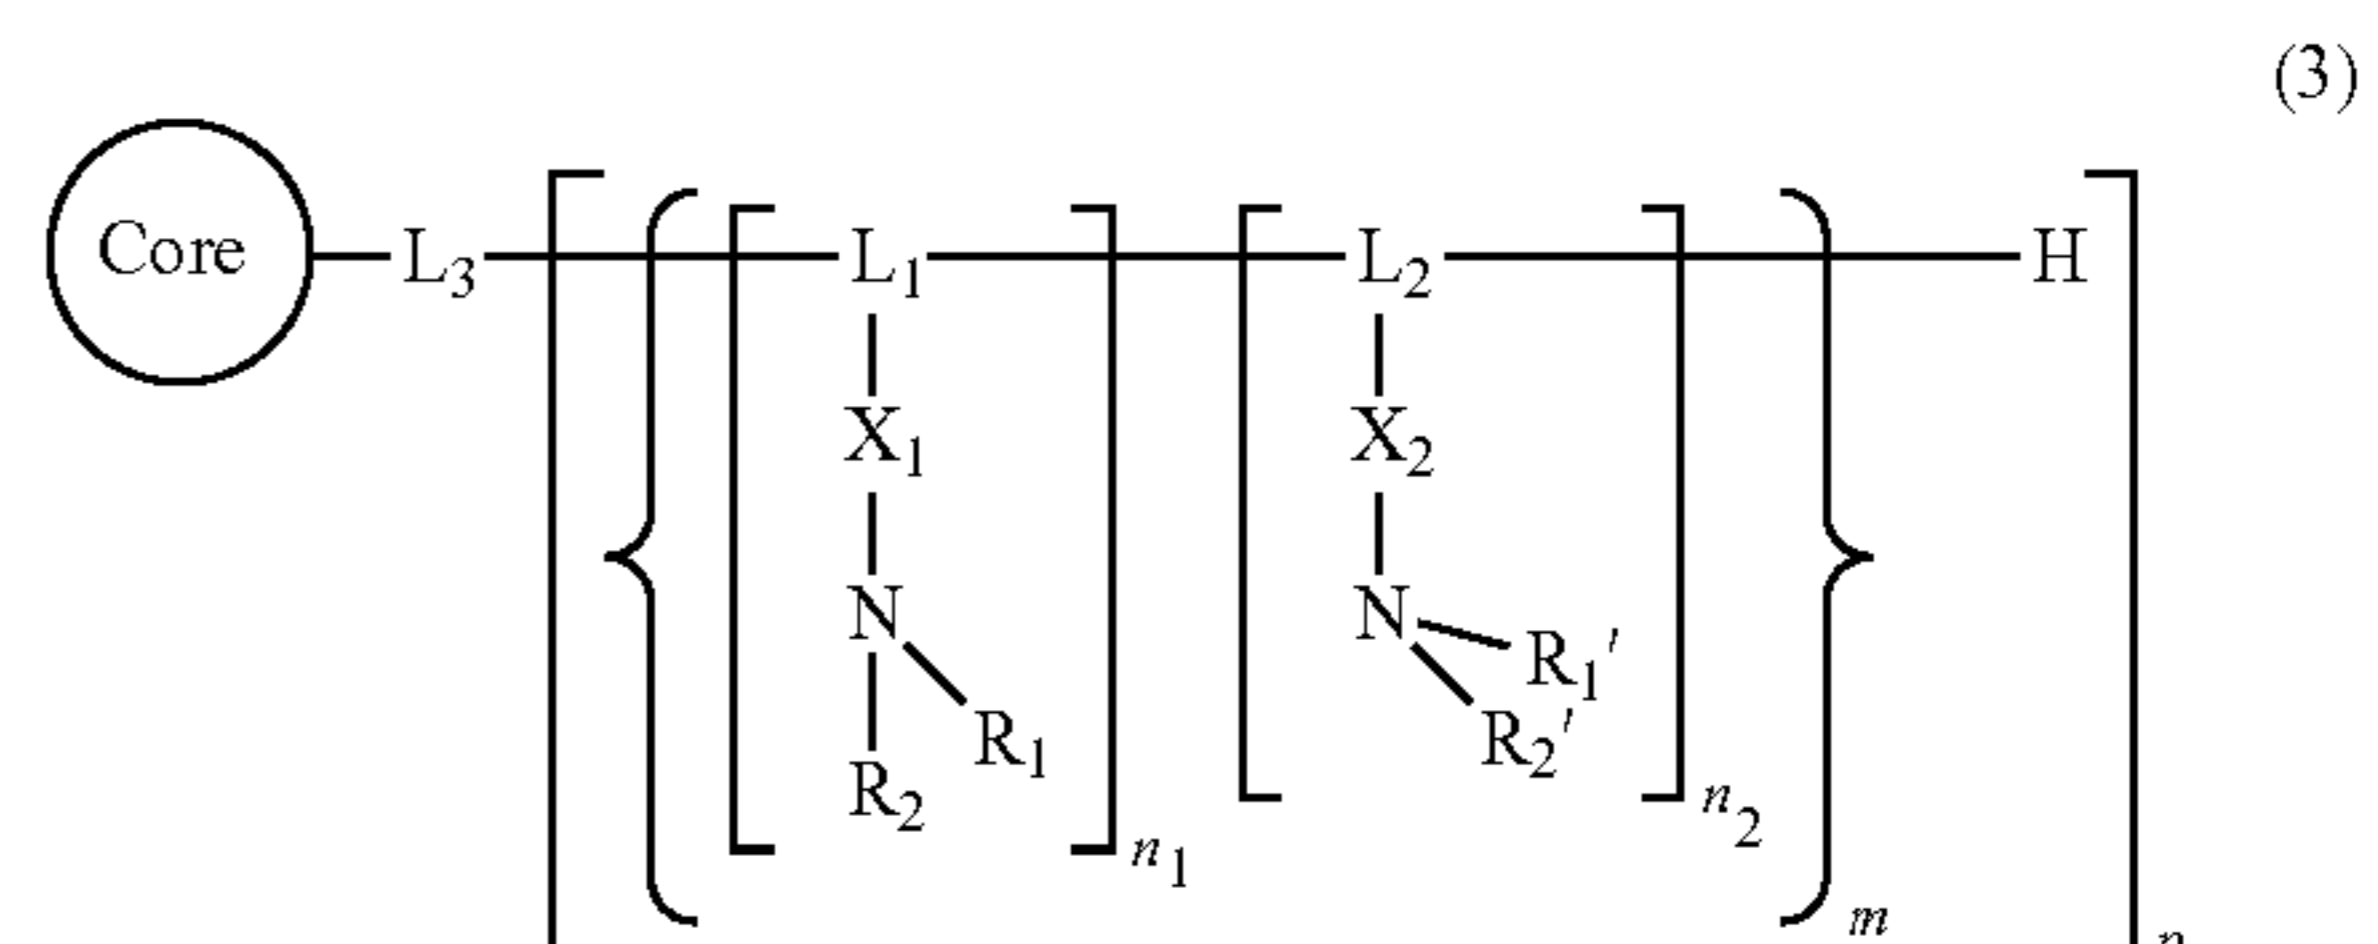 (3)
Core L₃ L₁ L₂ H
X₁ X₂
N N
R₁′
R₁ R₂′
R₂
n₂
n₁
m